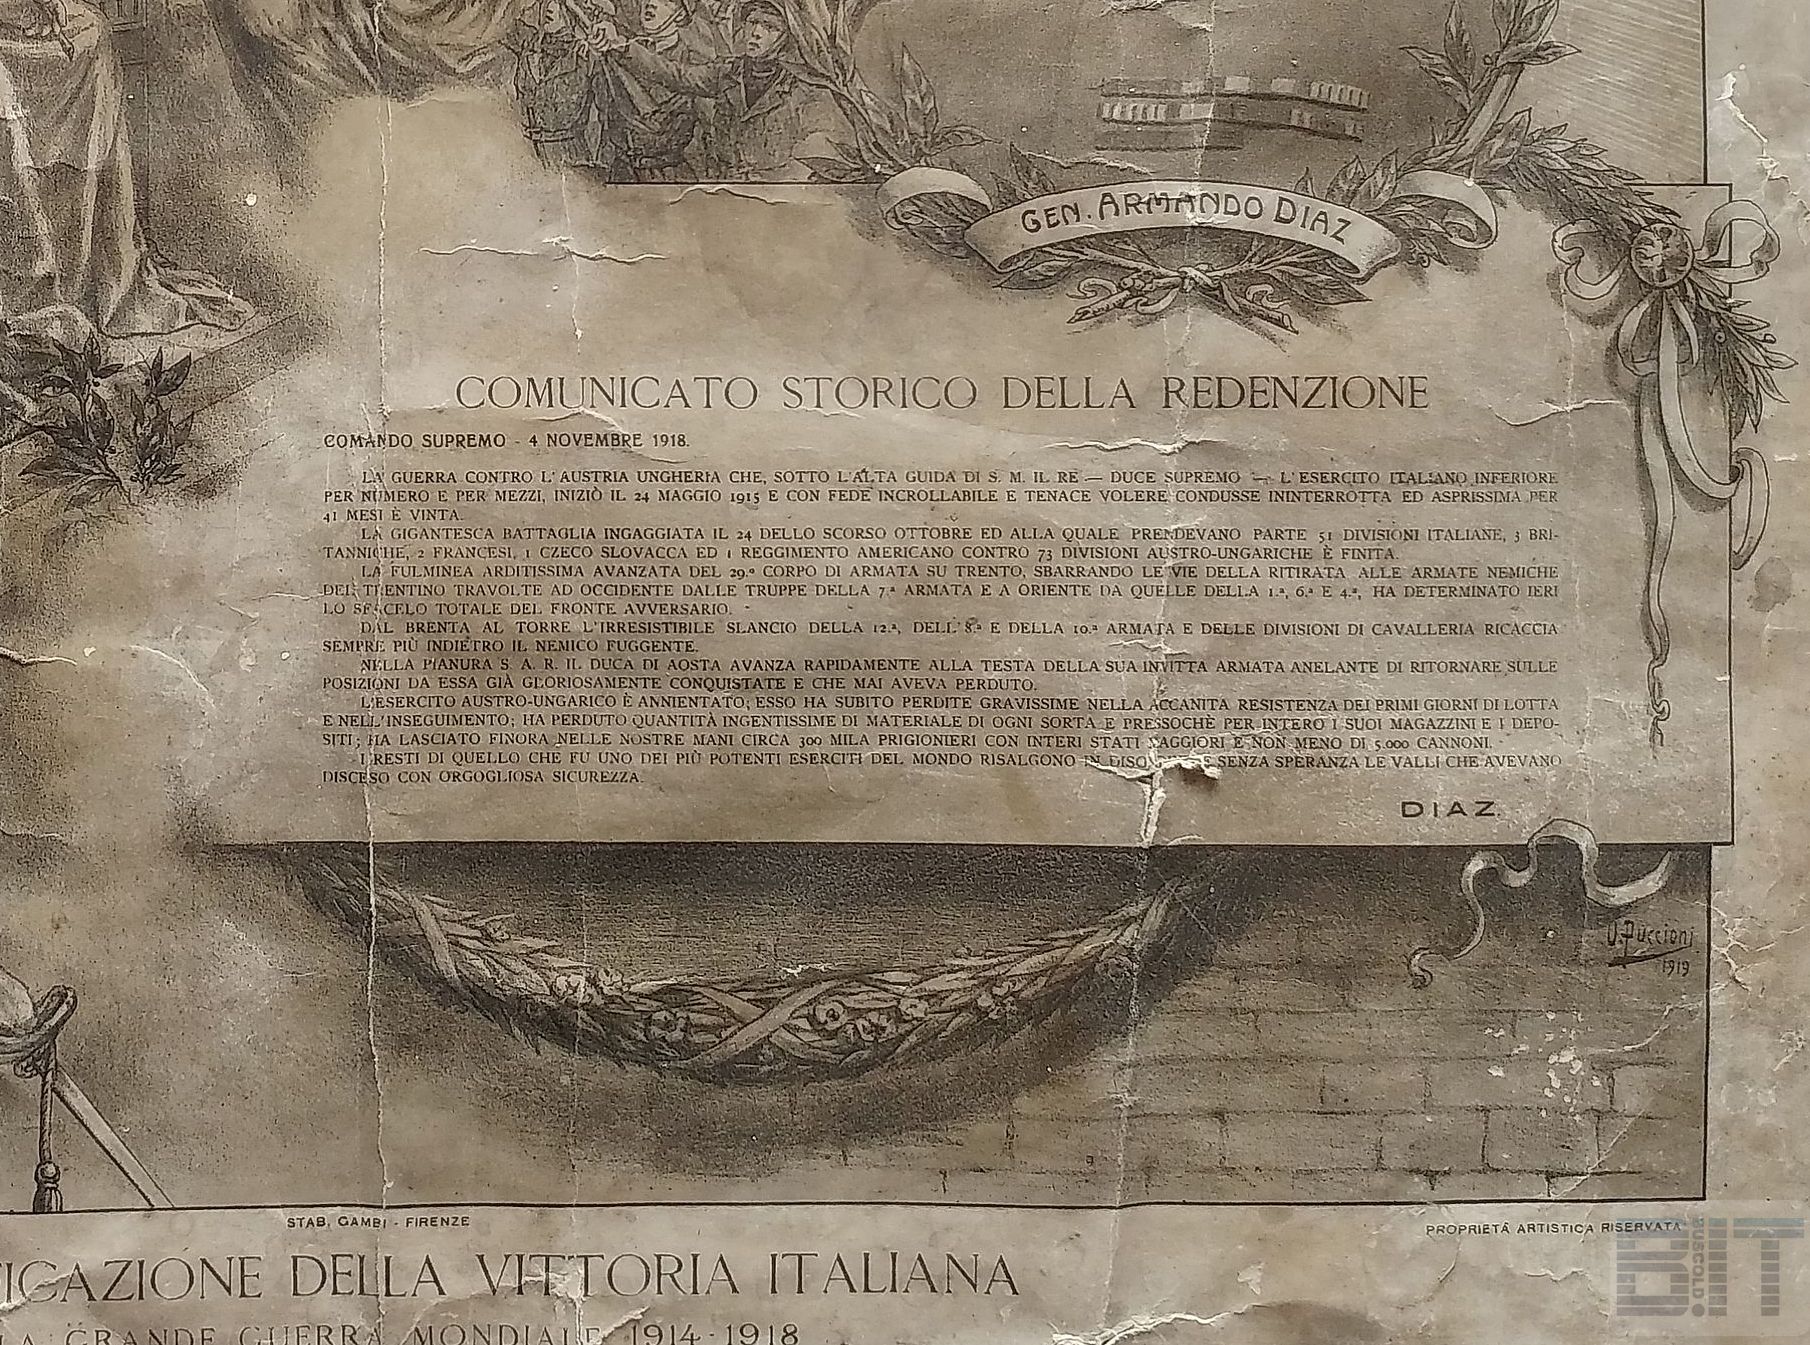 GEN. ARMANDO DIAZ
COMUNICATO STORICO DELLA REDENZIONE
COMANDO SUPREMO - 4 NOVEMBRE 1918.
LA GUERRA CONTRO L'AUSTRIA UNGHERIA CHE, SOTTO L'ALTA GUIDA DI S. M. IL RE — DUCE SUPREMO — L'ESERCITO ITALIANO INFERIORE
PER NUMERO E PER MEZZI, INIZIÒ IL 24 MAGGIO 1915 E CON FEDE INCROLLABILE E TENACE VOLERE CONDUSSE ININTERROTTA ED ASPRISSIMA PER
41 MESI È VINTA.
LA GIGANTESCA BATTAGLIA INGAGGIATA IL 24 DELLO SCORSO OTTOBRE ED ALLA QUALE PRENDEVANO PARTE 51 DIVISIONI ITALIANE, 3 BRI-
TANNICHE, 2 FRANCESI, 1 CZECO SLOVACCA ED 1 REGGIMENTO AMERICANO CONTRO 73 DIVISIONI AUSTRO-UNGARICHE È FINITA.
LA FULMINEA ARDITISSIMA AVANZATA DEL 29.º CORPO DI ARMATA SU TRENTO, SBARRANDO LE VIE DELLA RITIRATA ALLE ARMATE NEMICHE
DEL TRENTINO TRAVOLTE AD OCCIDENTE DALLE TRUPPE DELLA 7.ª ARMATA E A ORIENTE DA QUELLE DELLA 1.ª, 6.ª E 4.ª, HA DETERMINATO IERI
LO SFACELO TOTALE DEL FRONTE AVVERSARIO.
DAL BRENTA AL TORRE L'IRRESISTIBILE SLANCIO DELLA 12.ª, DELL'8.ª E DELLA 10.ª ARMATA E DELLE DIVISIONI DI CAVALLERIA RICACCIA
SEMPRE PIÙ INDIETRO IL NEMICO FUGGENTE.
NELLA PIANURA S. A. R. IL DUCA DI AOSTA AVANZA RAPIDAMENTE ALLA TESTA DELLA SUA INVITTA ARMATA ANELANTE DI RITORNARE SULLE
POSIZIONI DA ESSA GIÀ GLORIOSAMENTE CONQUISTATE E CHE MAI AVEVA PERDUTO.
L'ESERCITO AUSTRO-UNGARICO È ANNIENTATO; ESSO HA SUBITO PERDITE GRAVISSIME NELLA ACCANITA RESISTENZA DEI PRIMI GIORNI DI LOTTA
E NELL'INSEGUIMENTO; HA PERDUTO QUANTITÀ INGENTISSIME DI MATERIALE DI OGNI SORTA E PRESSOCHÈ PER INTERO I SUOI MAGAZZINI E I DEPO-
SITI; HA LASCIATO FINORA NELLE NOSTRE MANI CIRCA 300 MILA PRIGIONIERI CON INTERI STATI MAGGIORI E NON MENO DI 5.000 CANNONI.
I RESTI DI QUELLO CHE FU UNO DEI PIÙ POTENTI ESERCITI DEL MONDO RISALGONO IN SENZA SPERANZA LE VALLI CHE AVEVANO
DISCESO CON ORGOGLIOSA SICUREZZA.
DIAZ
U. Puccioni
1919
STAB. GAMBI - FIRENZE
PROPRIETÀ ARTISTICA RISERVATA
ICAZIONE DELLA VITTORIA ITALIANA
LA GRANDE GUERRA MONDIALE 1914-1918
BIT